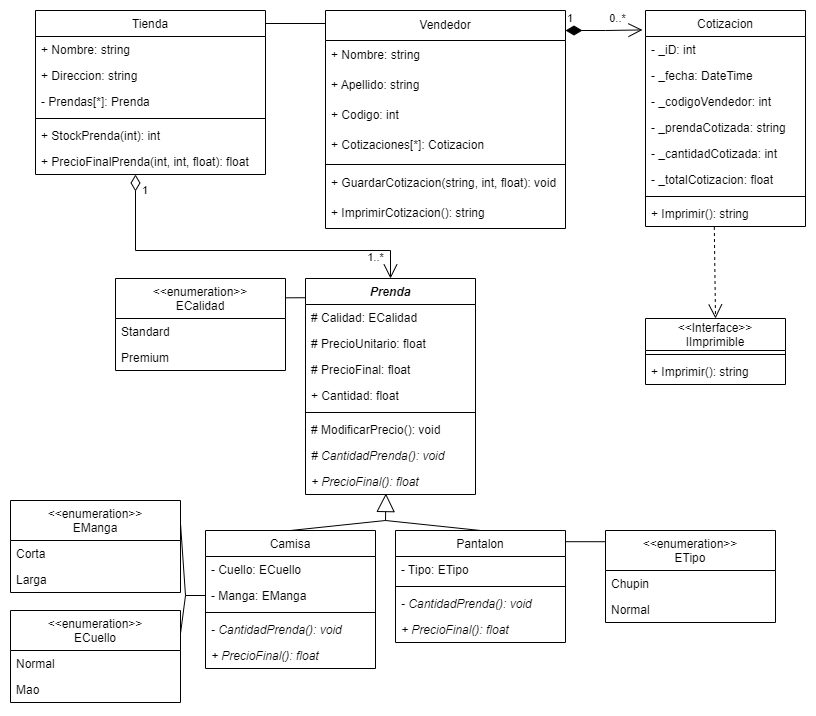 Tienda
+ Nombre: string
+ Direccion: string
- Prendas[*]: Prenda
+ StockPrenda(int): int
+ PrecioFinalPrenda(int, int, float): float
1
Vendedor
+ Nombre: string
+ Apellido: string
+ Codigo: int
+ Cotizaciones[*]: Cotizacion
+ GuardarCotizacion(string, int, float): void
+ ImprimirCotizacion(): string
1
0..*
Cotizacion
- _iD: int
- _fecha: DateTime
- _codigoVendedor: int
- _prendaCotizada: string
- _cantidadCotizada: int
- _totalCotizacion: float
+ Imprimir(): string
1..*
<<enumeration>>
ECalidad
Standard
Premium
Prenda
# Calidad: ECalidad
# PrecioUnitario: float
# PrecioFinal: float
+ Cantidad: float
# ModificarPrecio(): void
# CantidadPrenda(): void
+ PrecioFinal(): float
<<Interface>>
IImprimible
+ Imprimir(): string
<<enumeration>>
EManga
Corta
Larga
<<enumeration>>
ECuello
Normal
Mao
Camisa
- Cuello: ECuello
- Manga: EManga
- CantidadPrenda(): void
+ PrecioFinal(): float
Pantalon
- Tipo: ETipo
- CantidadPrenda(): void
+ PrecioFinal(): float
<<enumeration>>
ETipo
Chupin
Normal